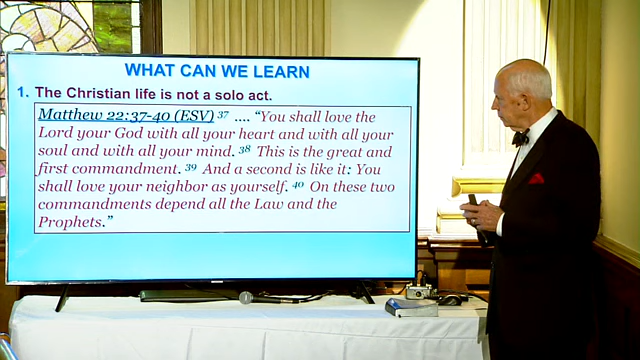 WHAT CAN WE LEARN
1. The Christian life is not a solo act.
Matthew 22:37-40 (ESV) 37 .... “You shall love the
Lord your God with all your heart and with all your
soul and with all your mind. 38 This is the great and
first commandment. 39 And a second is like it: You
shall love your neighbor as yourself. 40 On these two
commandments depend all the Law and the
Prophets.”